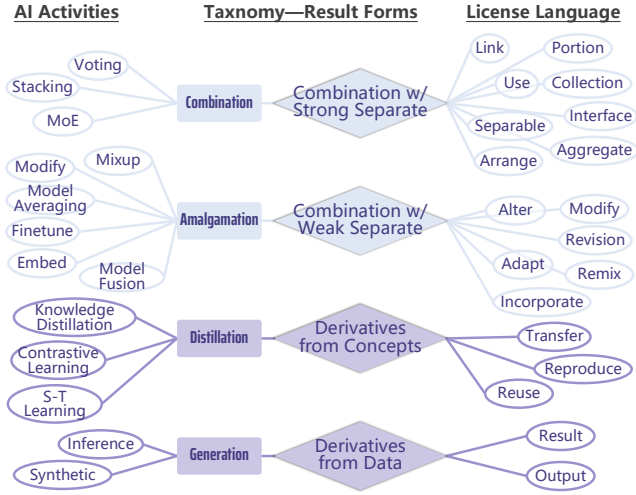 AI Activities
Taxnomy—Result Forms
License Language
Voting
Stacking
MoE
Combination
Combination w/
Strong Separate
Link
Portion
Use
Collection
Interface
Separable
Aggregate
Arrange
Mixup
Modify
Model
Averaging
Finetune
Embed
Model
Fusion
Amalgamation
Combination w/
Weak Separate
Alter
Modify
Revision
Adapt
Remix
Incorporate
Knowledge
Distillation
Contrastive
Learning
S-T
Learning
Distillation
Derivatives
from Concepts
Transfer
Reproduce
Reuse
Inference
Synthetic
Generation
Derivatives
from Data
Result
Output